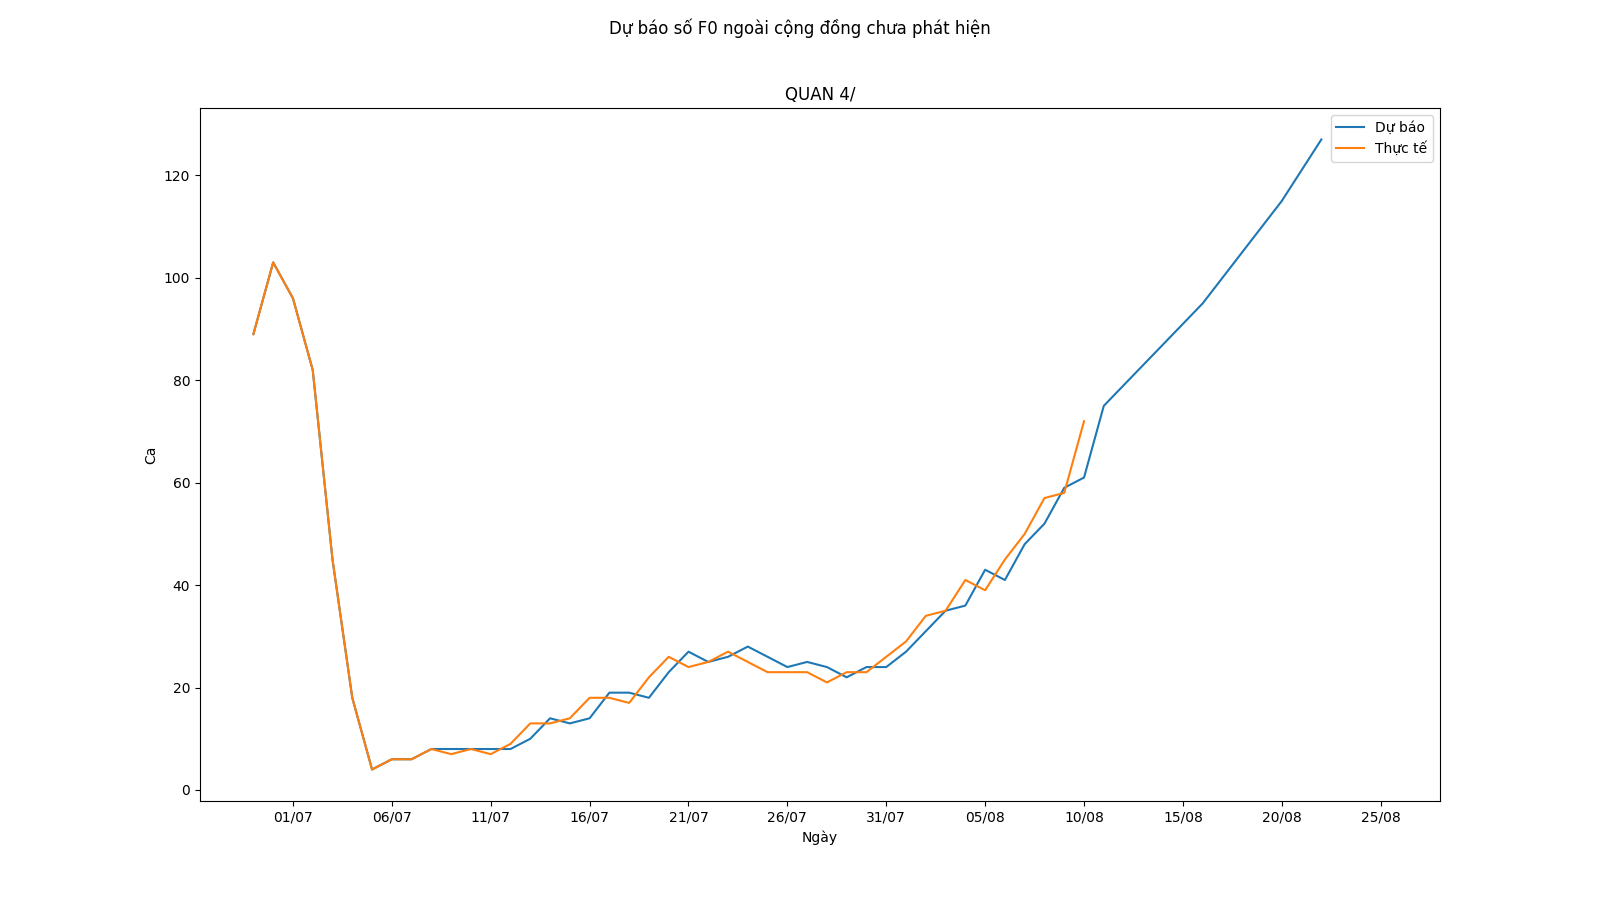 Dự báo số F0 ngoài cộng đồng chưa phát hiện
QUAN 4/
Dự báo
Thực tế
120
100
80
60
40
20
0
Ca
01/07 06/07 11/07 16/07 21/07 26/07 31/07 05/08 10/08 15/08 20/08 25/08
Ngày